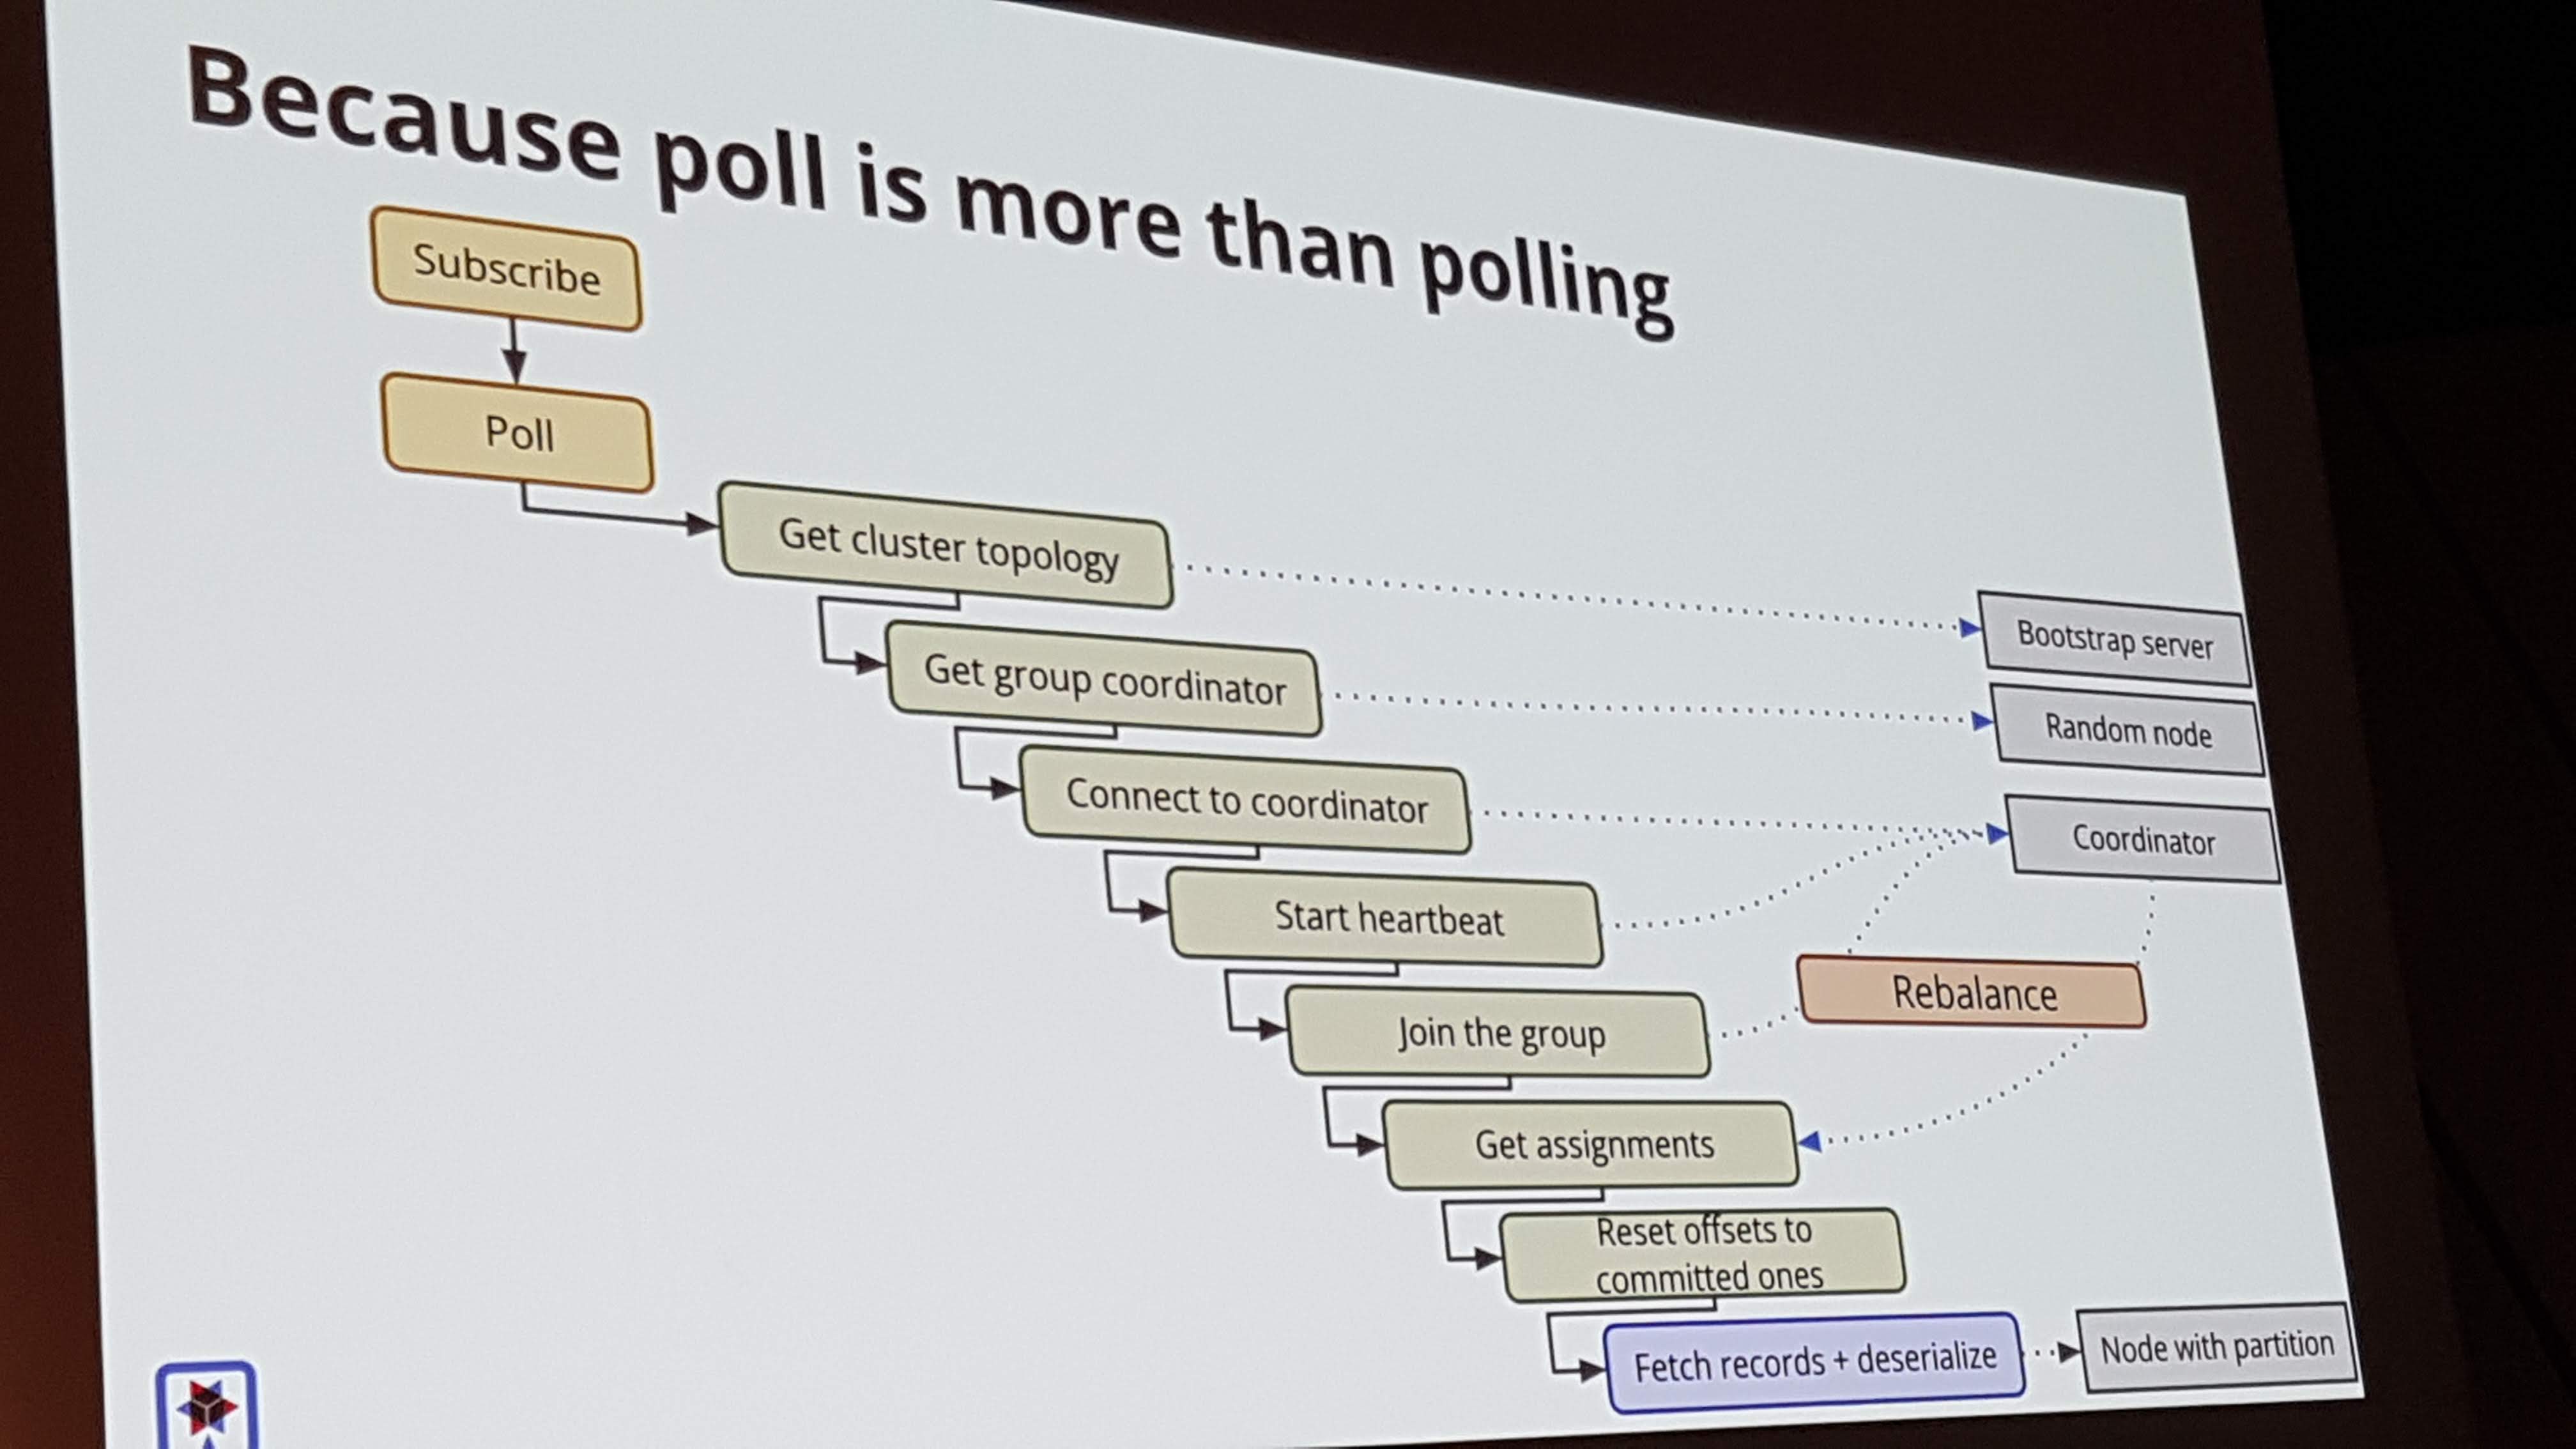 Because poll is more than polling
Subscribe
Poll
Get cluster topology
Bootstrap server
Get group coordinator
Random node
Connect to coordinator
Coordinator
Start heartbeat
Rebalance
Join the group
Get assignments
Reset offsets to
committed ones
Fetch records + deserialize
Node with partition